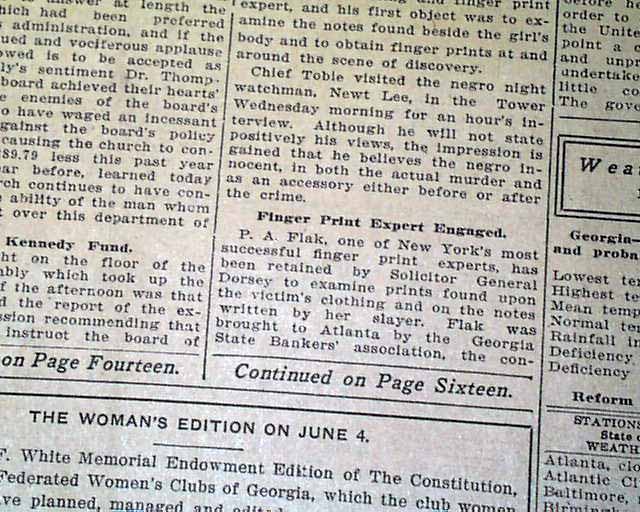 answer at length the
which had been preferred
administration, and if the
ued and vociferous applause
owed is to be accepted as
ly's sentiment Dr. Thomp-
board achieved their hearts'
e enemies of the board's
o have waged an incessant
against the board's policy
causing the church to con-
89.79 less this past year
ar before, learned today
rch continues to have con-
ability of the man whom
t over this department of
Kennedy Fund.
ht on the floor of the
ably which took up the
f the afternoon was that
d the report of the ex-
ssion recommending that
instruct the board of
on Page Fourteen.
expert, and his first object was to ex-
amine the notes found beside the girl's
body and to obtain finger prints at and
around the scene of discovery.
Chief Tobie visited the negro night
watchman, Newt Lee, in the Tower
Wednesday morning for an hour's in-
terview. Although he will not state
positively his views, the impression is
gained that he believes the negro in-
nocent, in both the actual murder and
as an accessory either before or after
the crime.
Finger Print Expert Engaged.
P. A. Flak, one of New York's most
successful finger print experts, has
been retained by Solicitor General
Dorsey to examine prints found upon
the victim's clothing and on the notes
written by her slayer. Flak was
brought to Atlanta by the Georgia
State Bankers' association, the con-
Continued on Page Sixteen.
THE WOMAN'S EDITION ON JUNE 4.
F. White Memorial Endowment Edition of The Constitution,
Federated Women's Clubs of Georgia, which the club women
ve planned, managed and
order to
the Unite
point a
and unpr
undertake
little co
The gove
Weat
Georgia—
and proba
Lowest te
Highest te
Mean temp
Normal te
Rainfall in
Deficiency
Deficiency
Reform
STATIONS
State o
WEATH
Atlanta, cl
Atlantic Ci
Baltimore,
Birming